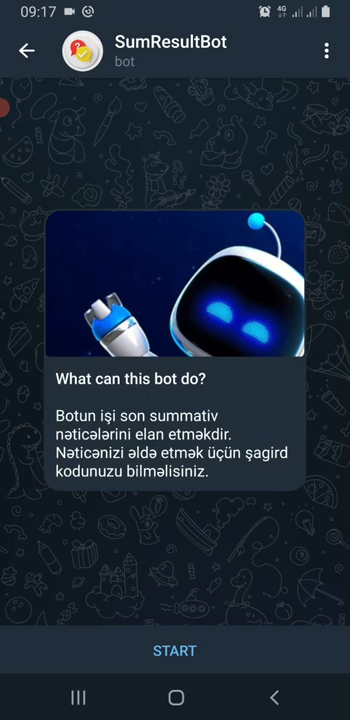 09:17
4G
SumResultBot
bot
What can this bot do?
Botun işi son summativ
nəticələrini elan etməkdir.
Nəticənizi əldə etmək üçün şagird
kodunuzu bilməlisiniz.
START